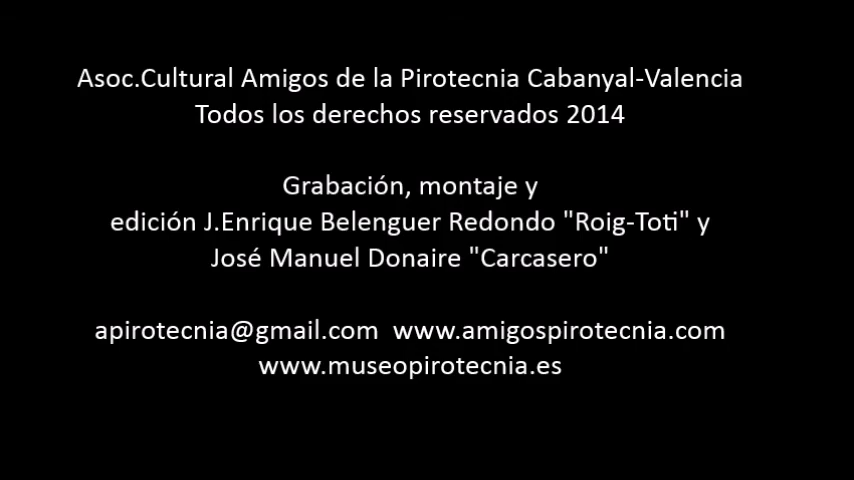 Asoc.Cultural Amigos de la Pirotecnia Cabanyal-Valencia
Todos los derechos reservados 2014
Grabación, montaje y
edición J.Enrique Belenguer Redondo "Roig-Toti" y
José Manuel Donaire "Carcasero"
apirotecnia@gmail.com www.amigospirotecnia.com
www.museopirotecnia.es